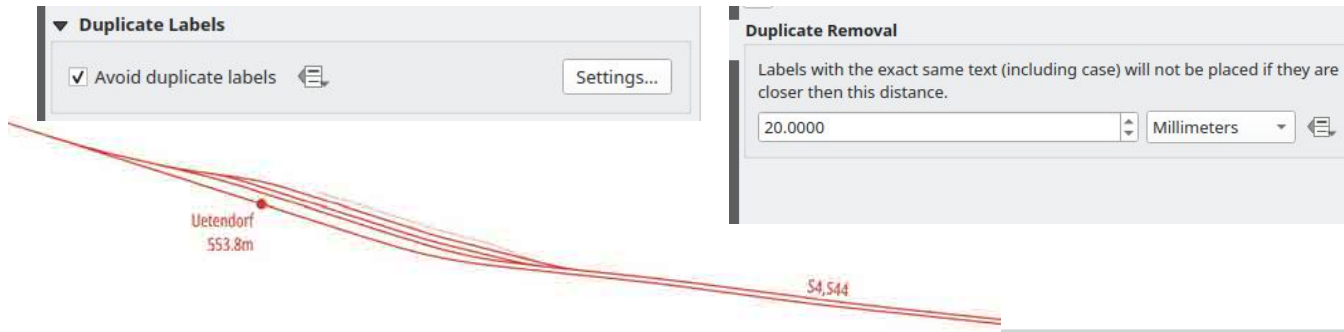 Duplicate Labels
Avoid duplicate labels
Settings...
Duplicate Removal
Labels with the exact same text (including case) will not be placed if they are
closer then this distance.
20.0000
Millimeters
Uetendorf
553.8m
S4,S44